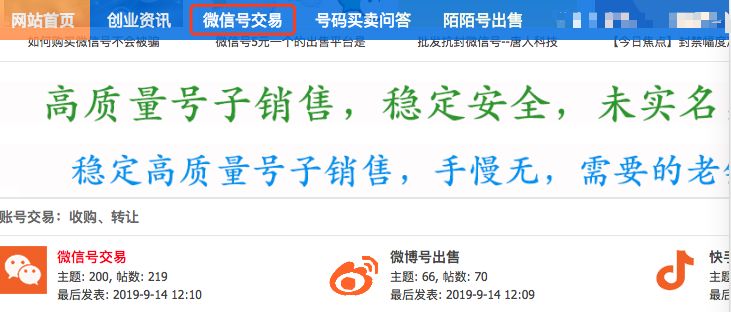 网站首页 创业资讯 微信号交易 号码买卖问答 陌陌号出售
如何购买微信号不会被骗 微信号5元一个的出售平台是 批发抗封微信号--唐人科技 【今日焦点】封禁幅度
高质量号子销售，稳定安全，未实名
稳定高质量号子销售，手慢无，需要的老
账号交易：收购、转让
微信号交易 微博号出售 快手
主题: 200, 帖数: 219 主题: 66, 帖数: 70 主题
最后发表: 2019-9-14 12:10 最后发表: 2019-9-14 12:09 最后